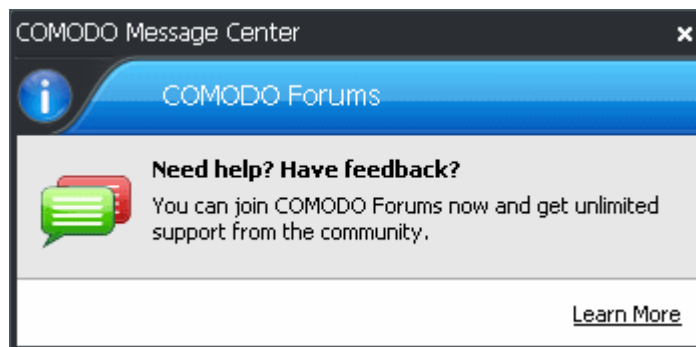 COMODO Message Center
COMODO Forums
Need help? Have feedback?
You can join COMODO Forums now and get unlimited
support from the community.
Learn More